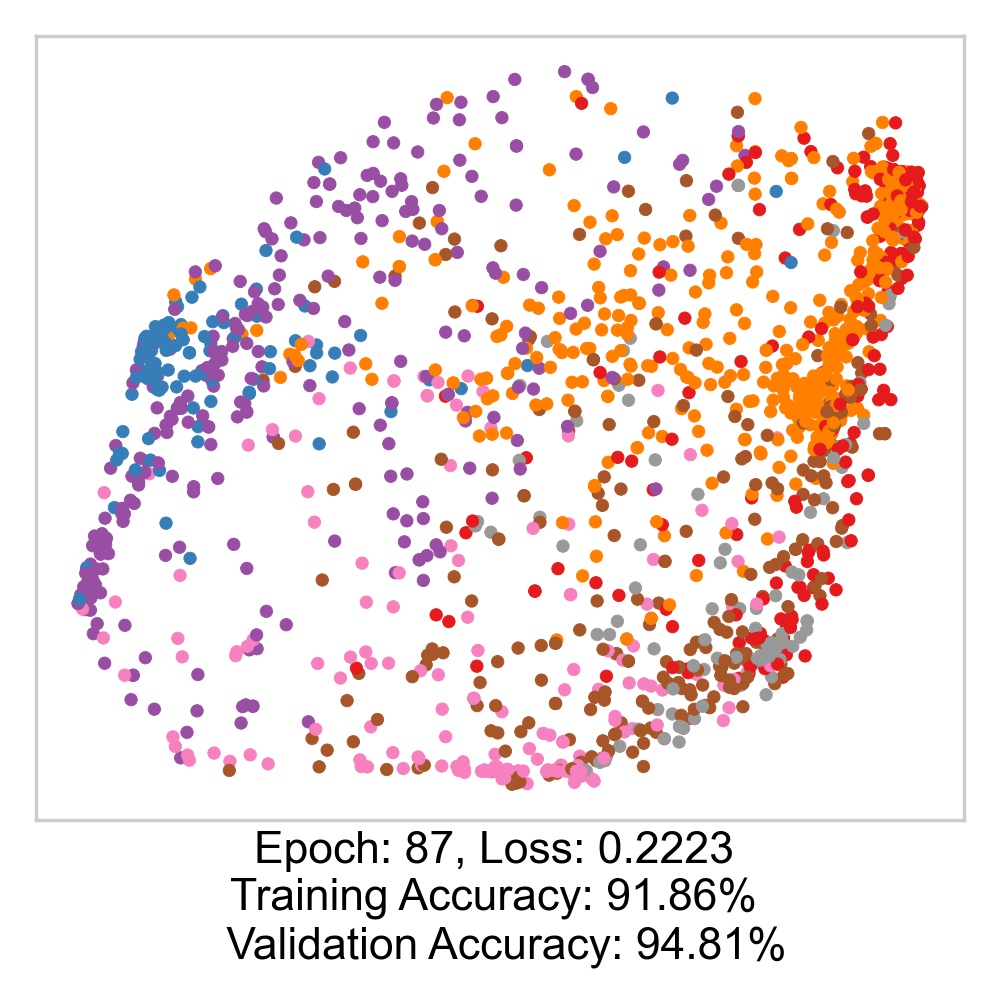 Epoch: 87, Loss: 0.2223
Training Accuracy: 91.86%
Validation Accuracy: 94.81%